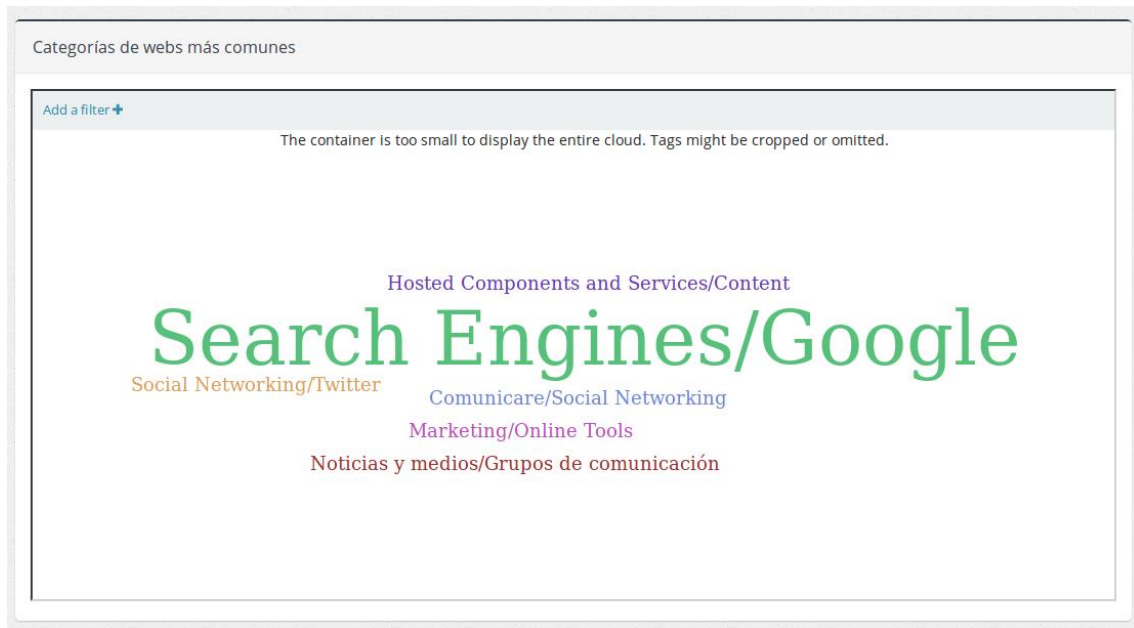 Categorías de webs más comunes
Add a filter
The container is too small to display the entire cloud. Tags might be cropped or omitted.
Hosted Components and Services/Content
Search Engines/Google
Social Networking/Twitter
Comunicare/Social Networking
Marketing/Online Tools
Noticias y medios/Grupos de comunicación